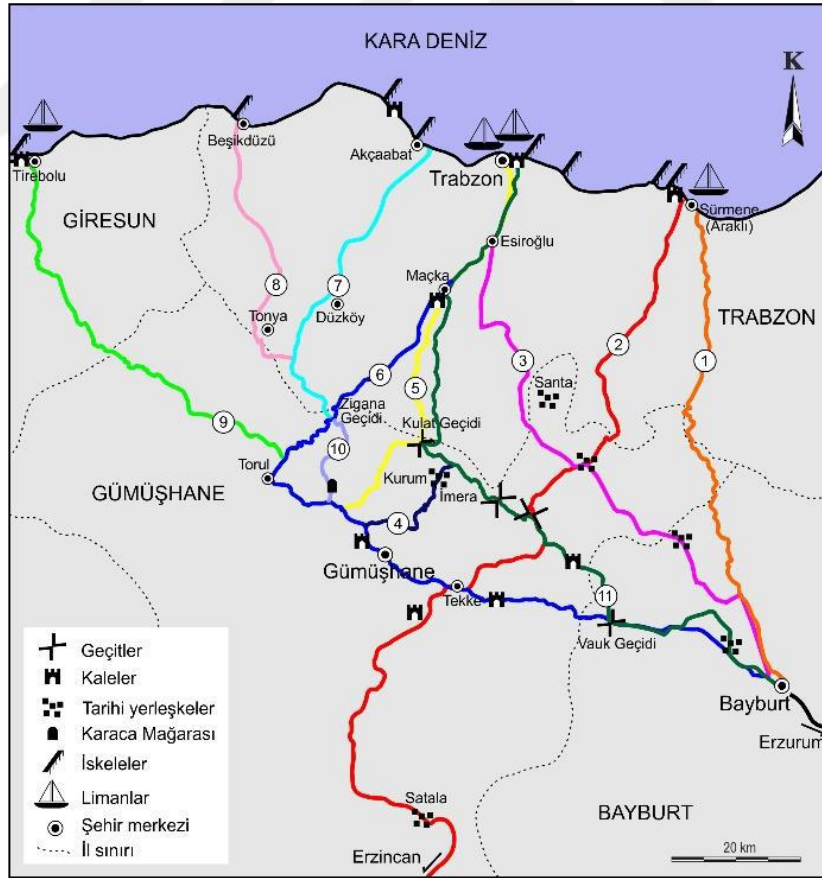 KARA DENİZ
K
Beşikdüzü
Akçaabat
Tirebolu
Trabzon
Sürmene
(Araklı)
GİRESUN
Esiroğlu
Maçka
8
7
Tonya
Düzköy
TRABZON
2
1
3
6
5
Santa
Zigana
Geçidi
Kulat Geçidi
9
10
Torul
Kurum
İmera
GÜMÜŞHANE
4
Gümüşhane
Tekke
11
Vauk Geçidi
Geçitler
Kaleler
Tarihi yerleşkeler
Karaca Mağarası
İskeleler
Limanlar
Şehir merkezi
İl sınırı
Bayburt
Erzurum
Satala
BAYBURT
Erzincan
20 km